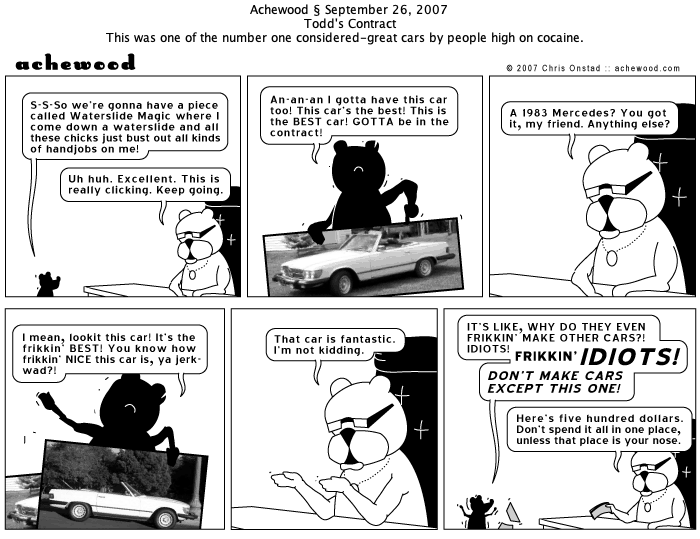 Achewood § September 26, 2007
Todd's Contract
This was one of the number one considered-great cars by people high on cocaine.
achewood
© 2007 Chris Onstad :: achewood.com
S-S-So we're gonna have a piece
called Waterslide Magic where I
come down a waterslide and all
these chicks just bust out all kinds
of handjobs on me!
Uh huh. Excellent. This is
really clicking. Keep going.
An-an-an I gotta have this car
too! This car's the best! This is
the BEST car! GOTTA be in the
contract!
A 1983 Mercedes? You got
it, my friend. Anything else?
I mean, lookit this car! It's the
frikkin' BEST! You know how
frikkin' NICE this car is, ya jerk-
wad?!
That car is fantastic.
I'm not kidding.
IT'S LIKE, WHY DO THEY EVEN
FRIKKIN' MAKE OTHER CARS?!
IDIOTS!
FRIKKIN' IDIOTS!
DON'T MAKE CARS
EXCEPT THIS ONE!
Here's five hundred dollars.
Don't spend it all in one place,
unless that place is your nose.